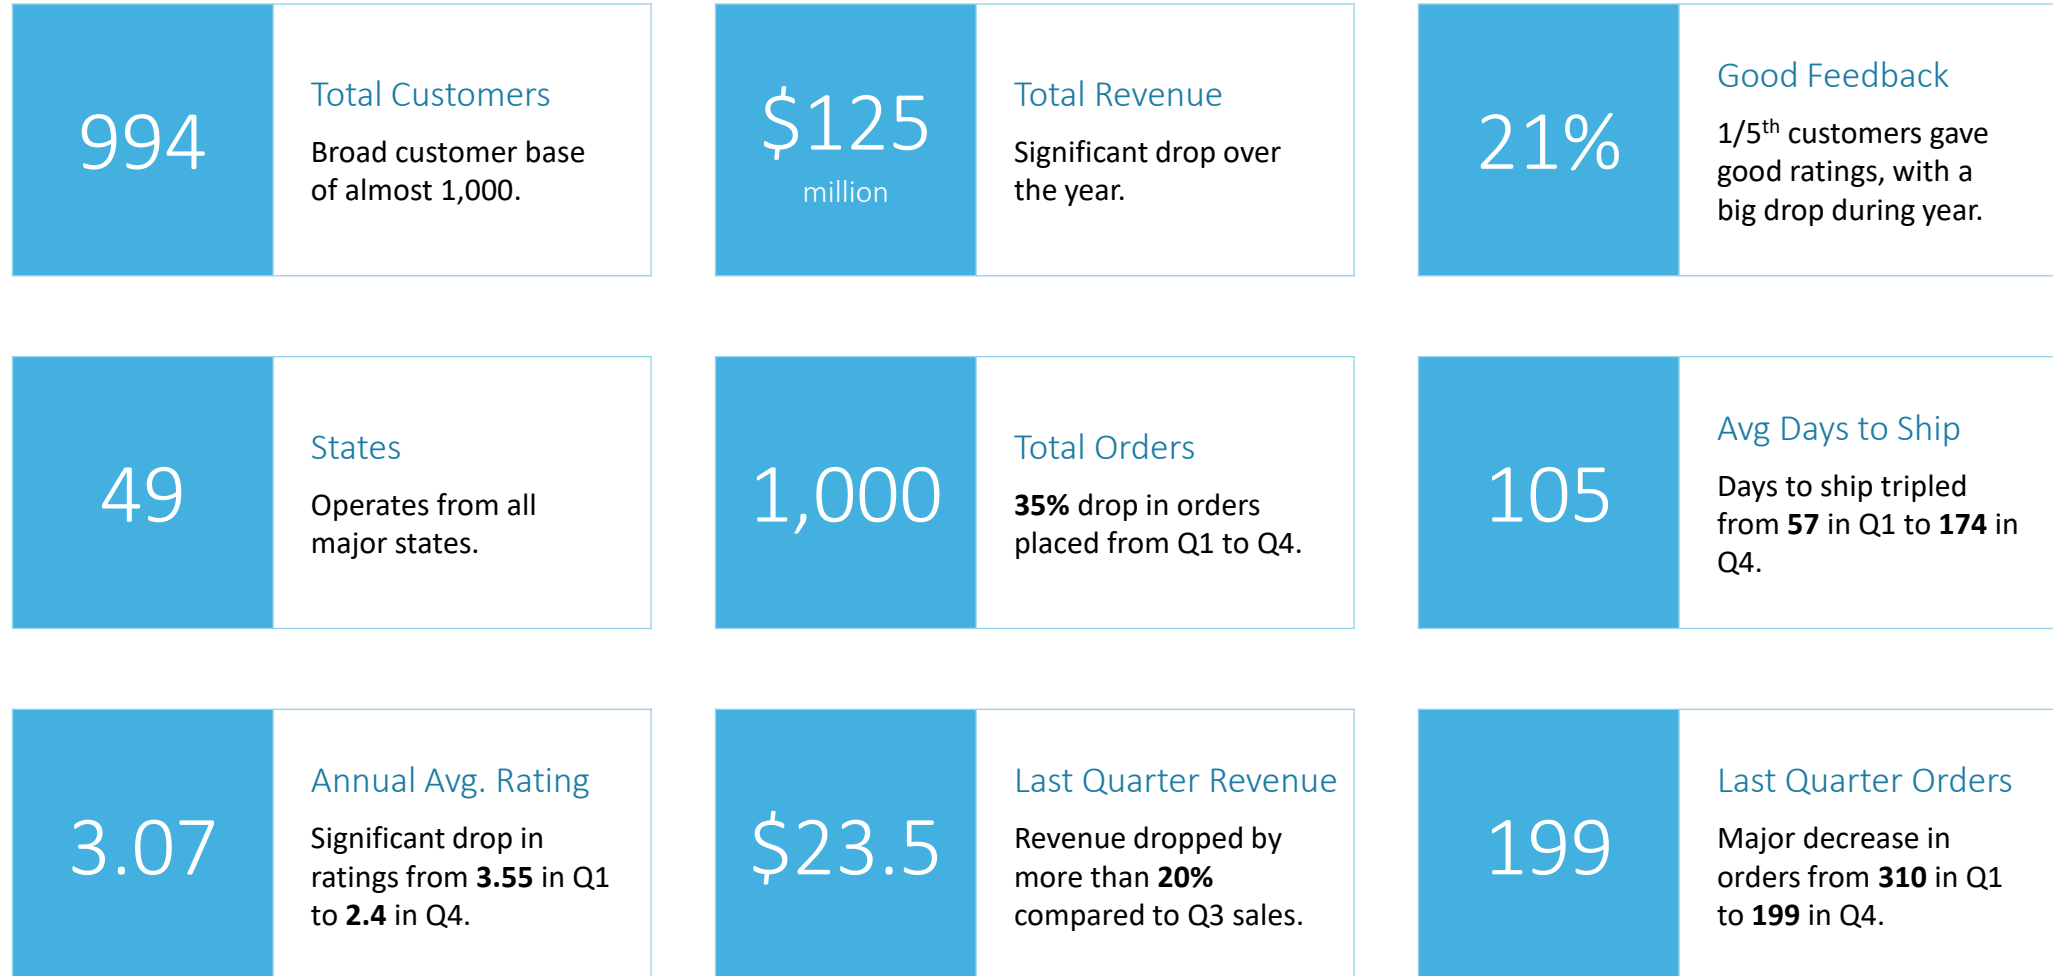 994
Total Customers
Broad customer base
of almost 1,000.
$125
million
Total Revenue
Significant drop over
the year.
21%
Good Feedback
1/5th customers gave
good ratings, with a
big drop during year.
49
States
Operates from all
major states.
1,000
Total Orders
35% drop in orders
placed from Q1 to Q4.
105
Avg Days to Ship
Days to ship tripled
from 57 in Q1 to 174 in
Q4.
3.07
Annual Avg. Rating
Significant drop in
ratings from 3.55 in Q1
to 2.4 in Q4.
$23.5
Last Quarter Revenue
Revenue dropped by
more than 20%
compared to Q3 sales.
199
Last Quarter Orders
Major decrease in
orders from 310 in Q1
to 199 in Q4.